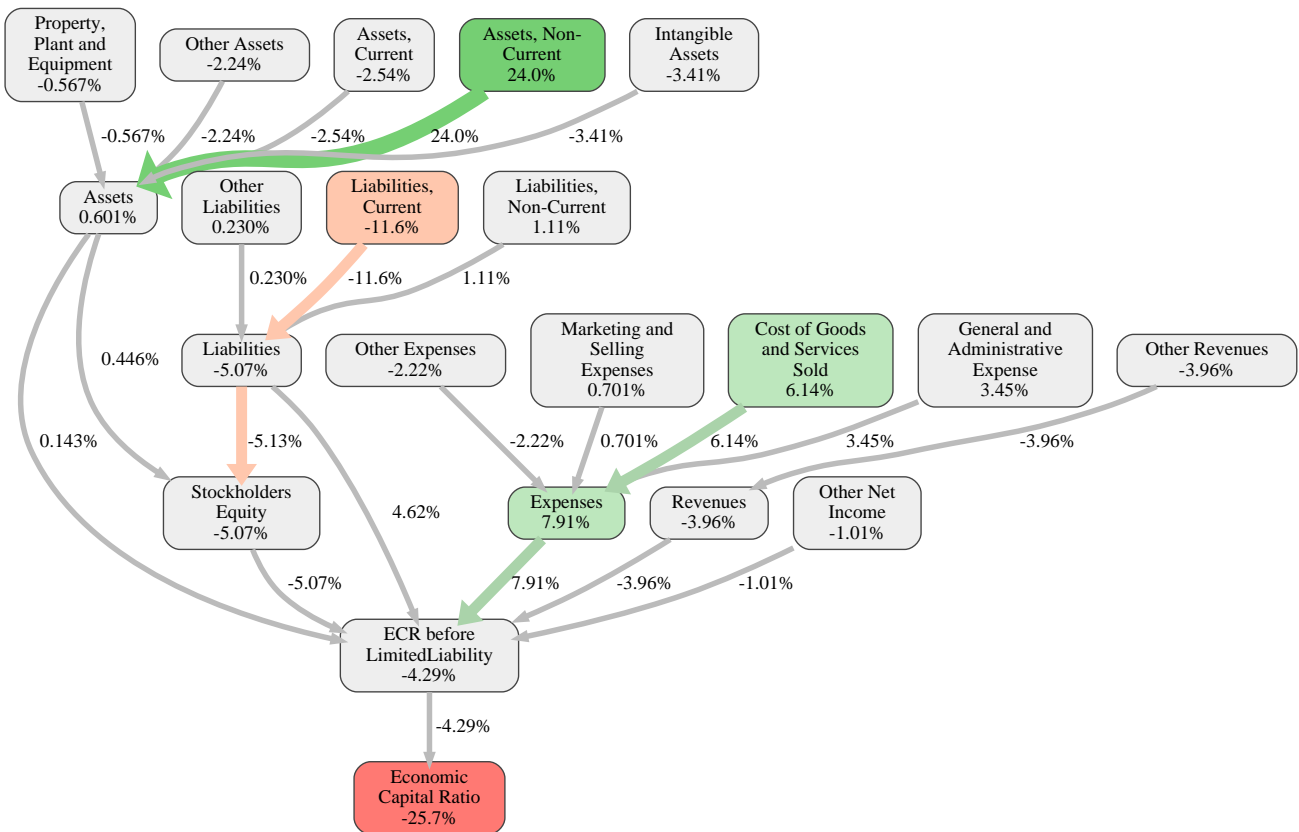 Property,
Plant and
Equipment
-0.567%
Other Assets
-2.24%
Assets,
Current
-2.54%
Assets, Non-
Current
24.0%
Intangible
Assets
-3.41%
-0.567%
-2.24%
-2.54%
24.0%
-3.41%
Assets
0.601%
Other
Liabilities
0.230%
Liabilities,
Current
-11.6%
Liabilities,
Non-Current
1.11%
0.230%
-11.6%
1.11%
Liabilities
-5.07%
Other Expenses
-2.22%
Marketing and
Selling
Expenses
0.701%
Cost of Goods
and Services
Sold
6.14%
General and
Administrative
Expense
3.45%
Other Revenues
-3.96%
0.446%
0.143%
-5.13%
-2.22%
0.701%
6.14%
3.45%
-3.96%
Stockholders
Equity
-5.07%
4.62%
Expenses
7.91%
Revenues
-3.96%
Other Net
Income
-1.01%
-5.07%
7.91%
-3.96%
-1.01%
ECR before
LimitedLiability
-4.29%
-4.29%
Economic
Capital Ratio
-25.7%